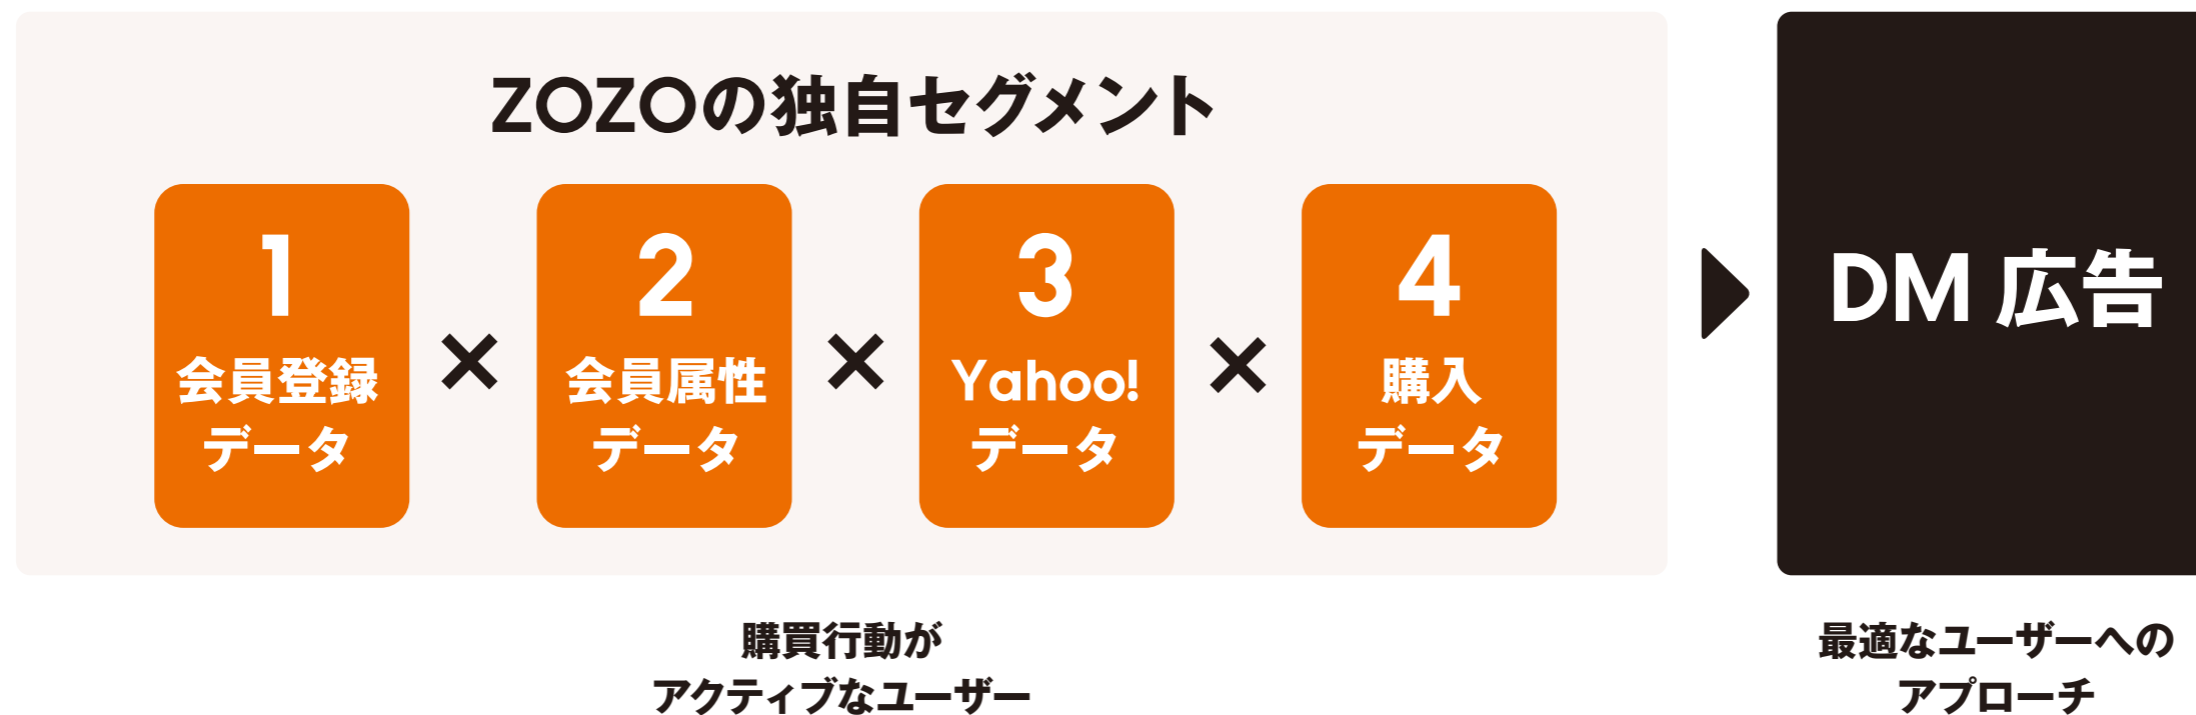 ZOZOの独自セグメント
1
会員登録
データ
×
2
会員属性
データ
×
3
Yahoo!
データ
×
4
購入
データ
DM 広告
購買行動が
アクティブなユーザー
最適なユーザーへの
アプローチ